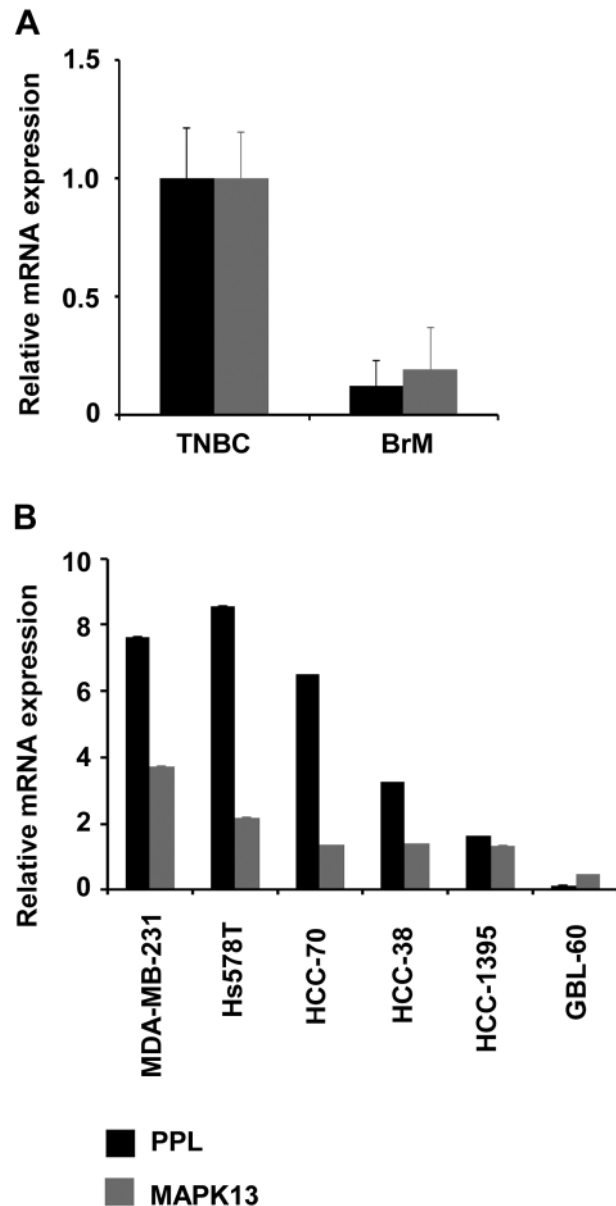 A
Relative mRNA expression
1.5
1.0
0.5
0
TNBC
BrM
B
Relative mRNA expression
10
8
6
4
2
0
MDA-MB-231
Hs578T
HCC-70
HCC-38
HCC-1395
GBL-60
PPL
MAPK13